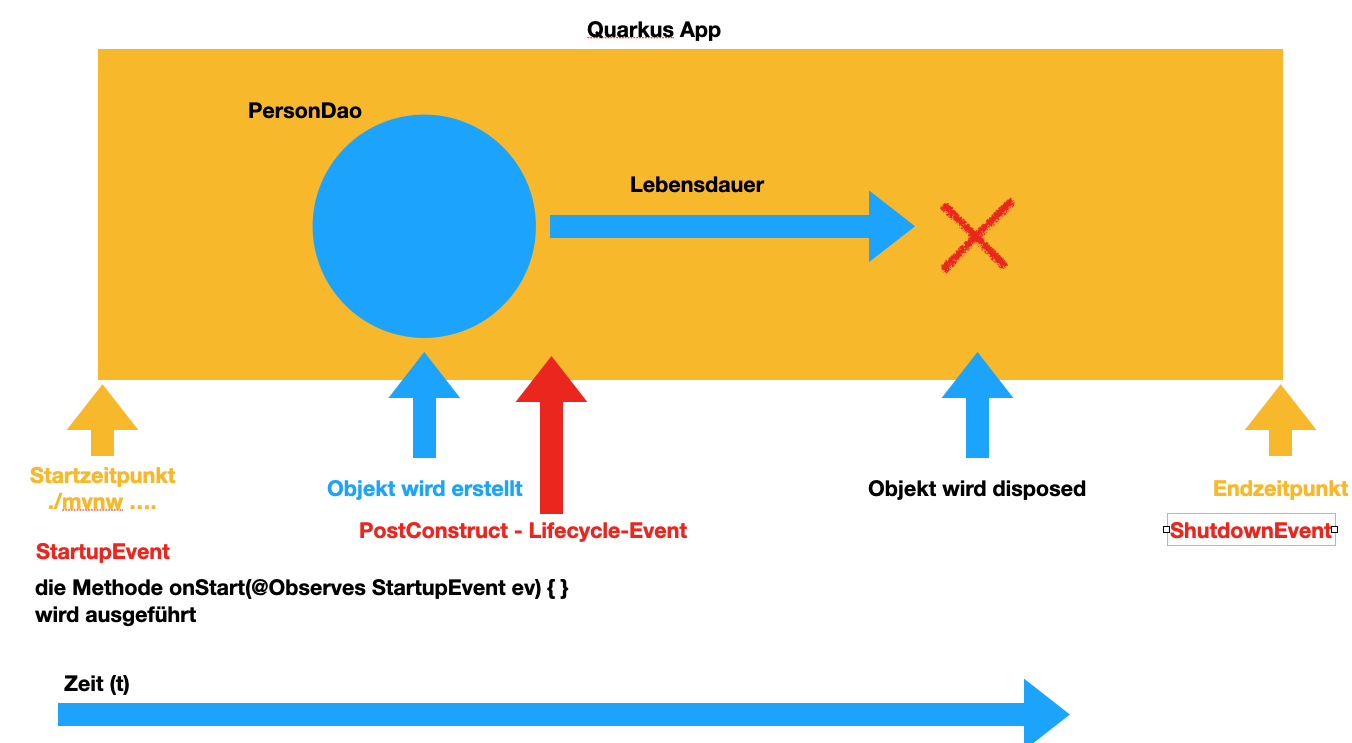 Quarkus App
PersonDao
Lebensdauer
Startzeitpunkt
./mvnw ....
Objekt wird erstellt
Objekt wird disposed
Endzeitpunkt
PostConstruct - Lifecycle-Event
ShutdownEvent
StartupEvent
die Methode onStart(@Observes StartupEvent ev) { }
wird ausgeführt
Zeit (t)